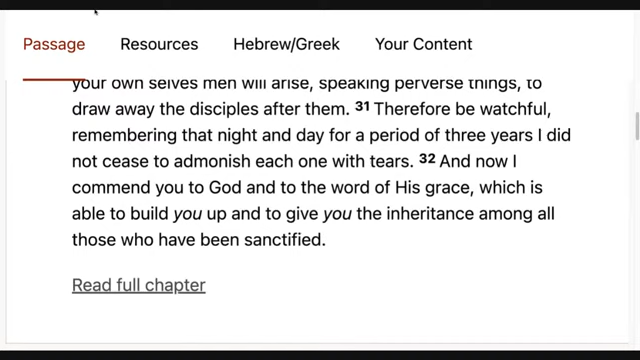 Passage Resources Hebrew/Greek Your Content
your own selves men will arise, speaking perverse things, to
draw away the disciples after them. 31 Therefore be watchful,
remembering that night and day for a period of three years I did
not cease to admonish each one with tears. 32 And now I
commend you to God and to the word of His grace, which is
able to build you up and to give you the inheritance among all
those who have been sanctified.
Read full chapter